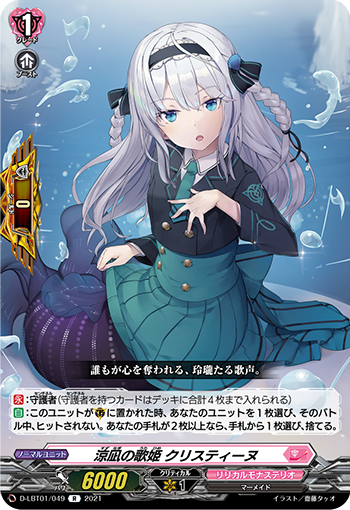 グレード
1
ブースト
0
誰もが心を奪われる、玲瓏たる歌声。
永:守護者(守護者を持つカードはデッキに合計4枚まで入れられる)
自:このユニットが(G)に置かれた時、あなたのユニットを1枚選び、そのバト
ル中、ヒットされない。あなたの手札が2枚以上なら、手札から1枚選び、捨てる。
ノーマルユニット
涼凪の歌姫 クリスティーヌ
リリカルモナステリオ
パワー
6000
クリティカル
1
マーメイド
D-LBT01/049 R 2021
イラスト/齋藤タケオ